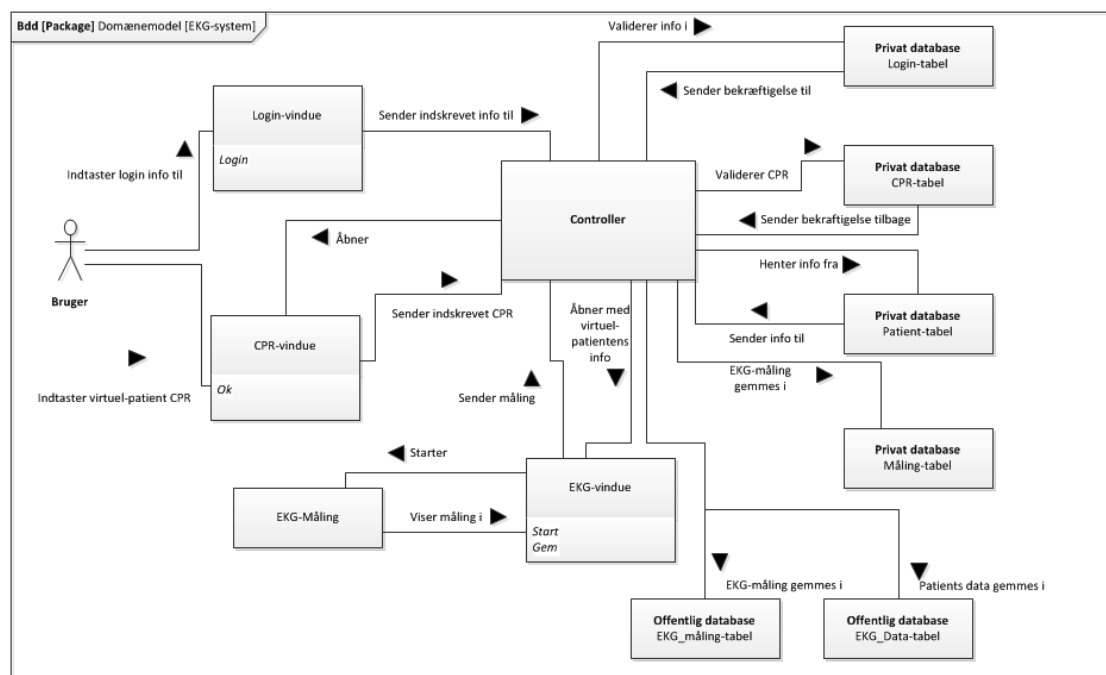 Bdd [Package] Domænemodel [EKG-system]
Validerer info i
Privat database
Login-tabel
Sender bekræftigelse til
Login-vindue
Login
Sender indskrevet info til
Indtaster login info til
Validerer CPR
Privat database
CPR-tabel
Sender bekraftigelse tilbage
Controller
Åbner
Bruger
Henter info fra
Privat database
Patient-tabel
Sender info til
Sender indskrevet CPR
Åbner med
virtuel-
patientens
info
CPR-vindue
Ok
Indtaster virtuel-patient CPR
EKG-måling
gemmes i
Sender måling
Privat database
Måling-tabel
Starter
EKG-vindue
Start
Gem
EKG-Måling
Viser måling i
EKG-måling gemmes i
Patients data gemmes i
Offentlig database
EKG_måling-tabel
Offentlig database
EKG_Data-tabel